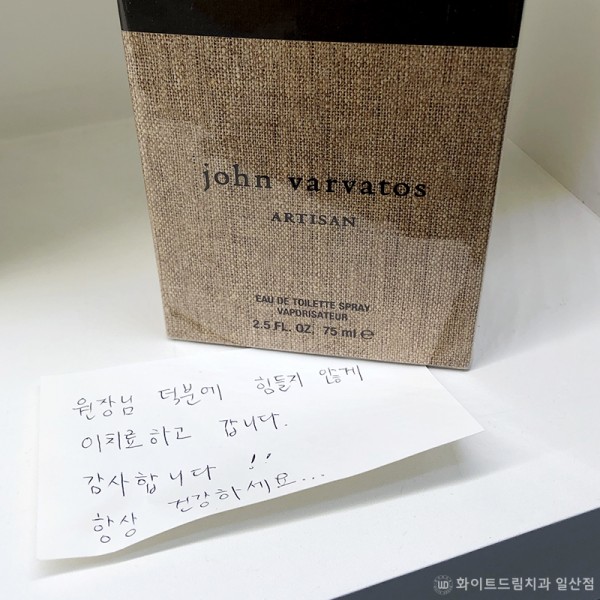 john varvatos
ARTISAN
EAU DE TOILETTE SPRAY
VAPORISATEUR
2.5 FL. OZ. 75 ml ℮
원장님 덕분에 힘들지 않게
이치료하고 갑니다.
감사합니다 !!
항상 건강하세요...
WD 화이트드림치과 일산점